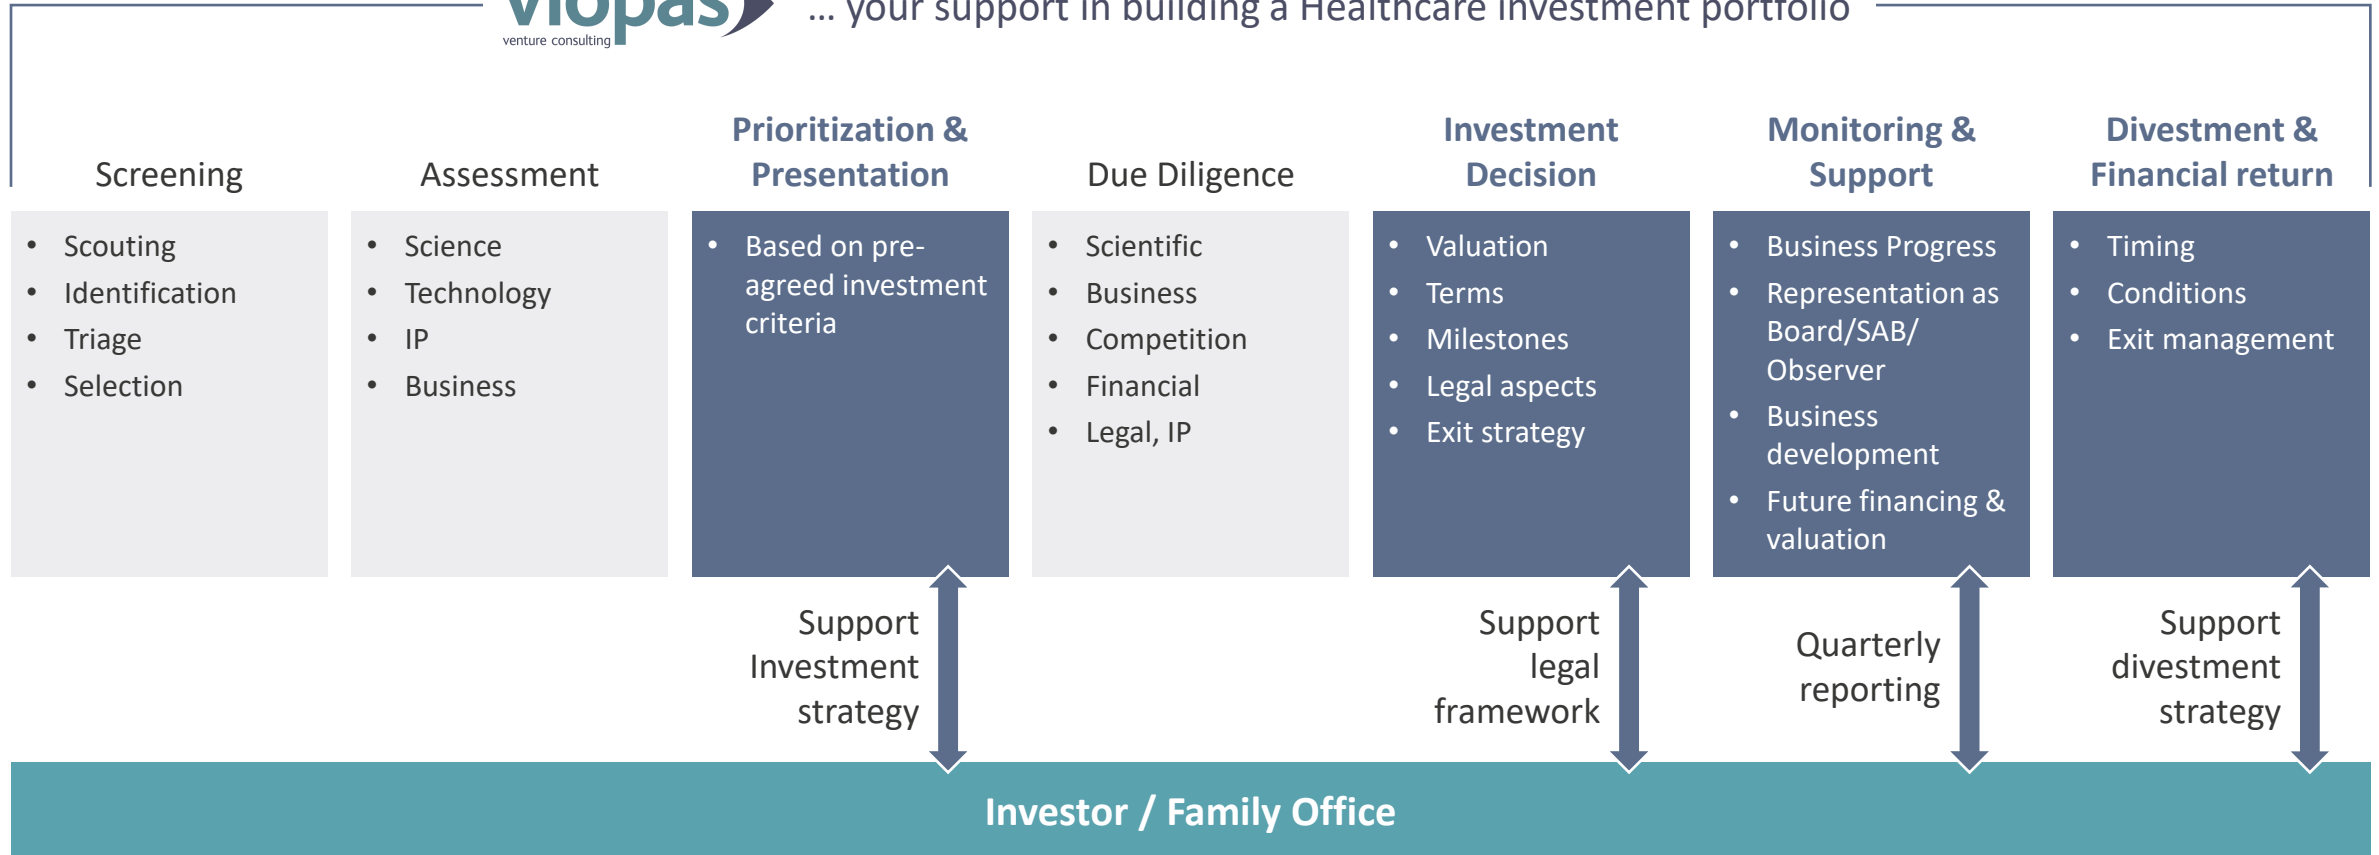 viopas
venture consulting
... your support in building a Healthcare investment portfolio
Screening
• Scouting
• Identification
• Triage
• Selection
Assessment
• Science
• Technology
• IP
• Business
Prioritization &
Presentation
• Based on pre-
agreed investment
criteria
Due Diligence
• Scientific
• Business
• Competition
• Financial
• Legal, IP
Investment
Decision
• Valuation
• Terms
• Milestones
• Legal aspects
• Exit strategy
Monitoring &
Support
• Business Progress
• Representation as
Board/SAB/
Observer
• Business
development
• Future financing &
valuation
Divestment &
Financial return
• Timing
• Conditions
• Exit management
Support
Investment
strategy
Support
legal
framework
Quarterly
reporting
Support
divestment
strategy
Investor / Family Office